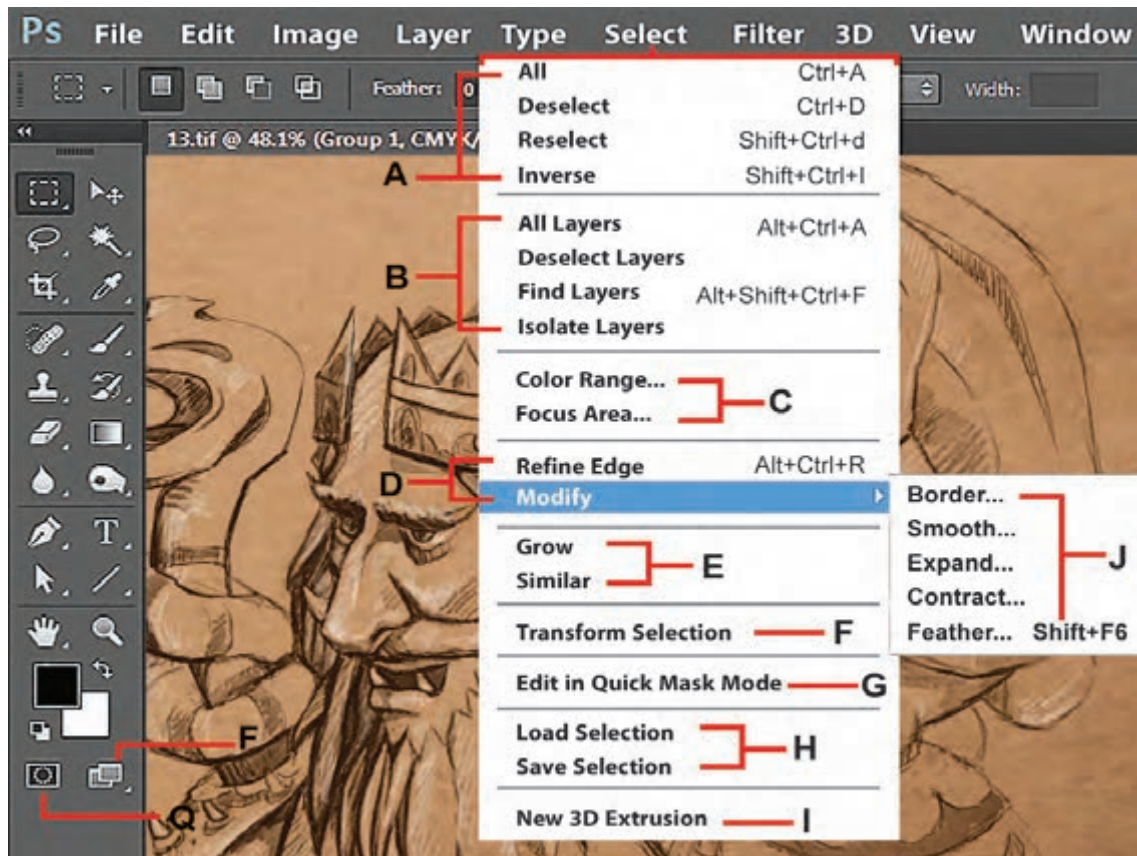 Ps File Edit Image Layer Type Select Filter 3D View Window
Feather: 0 Width:
13.tif @ 48.1% (Group 1, CMYK/
A
All Ctrl+A
Deselect Ctrl+D
Reselect Shift+Ctrl+d
Inverse Shift+Ctrl+I
B
All Layers Alt+Ctrl+A
Deselect Layers
Find Layers Alt+Shift+Ctrl+F
Isolate Layers
Color Range...
Focus Area...
C
D
Refine Edge Alt+Ctrl+R
Modify
Border...
Smooth...
Expand...
Contract...
Feather... Shift+F6
J
Grow
Similar
E
Transform Selection F
Edit in Quick Mask Mode G
Load Selection
Save Selection
H
New 3D Extrusion I
T
F
Q